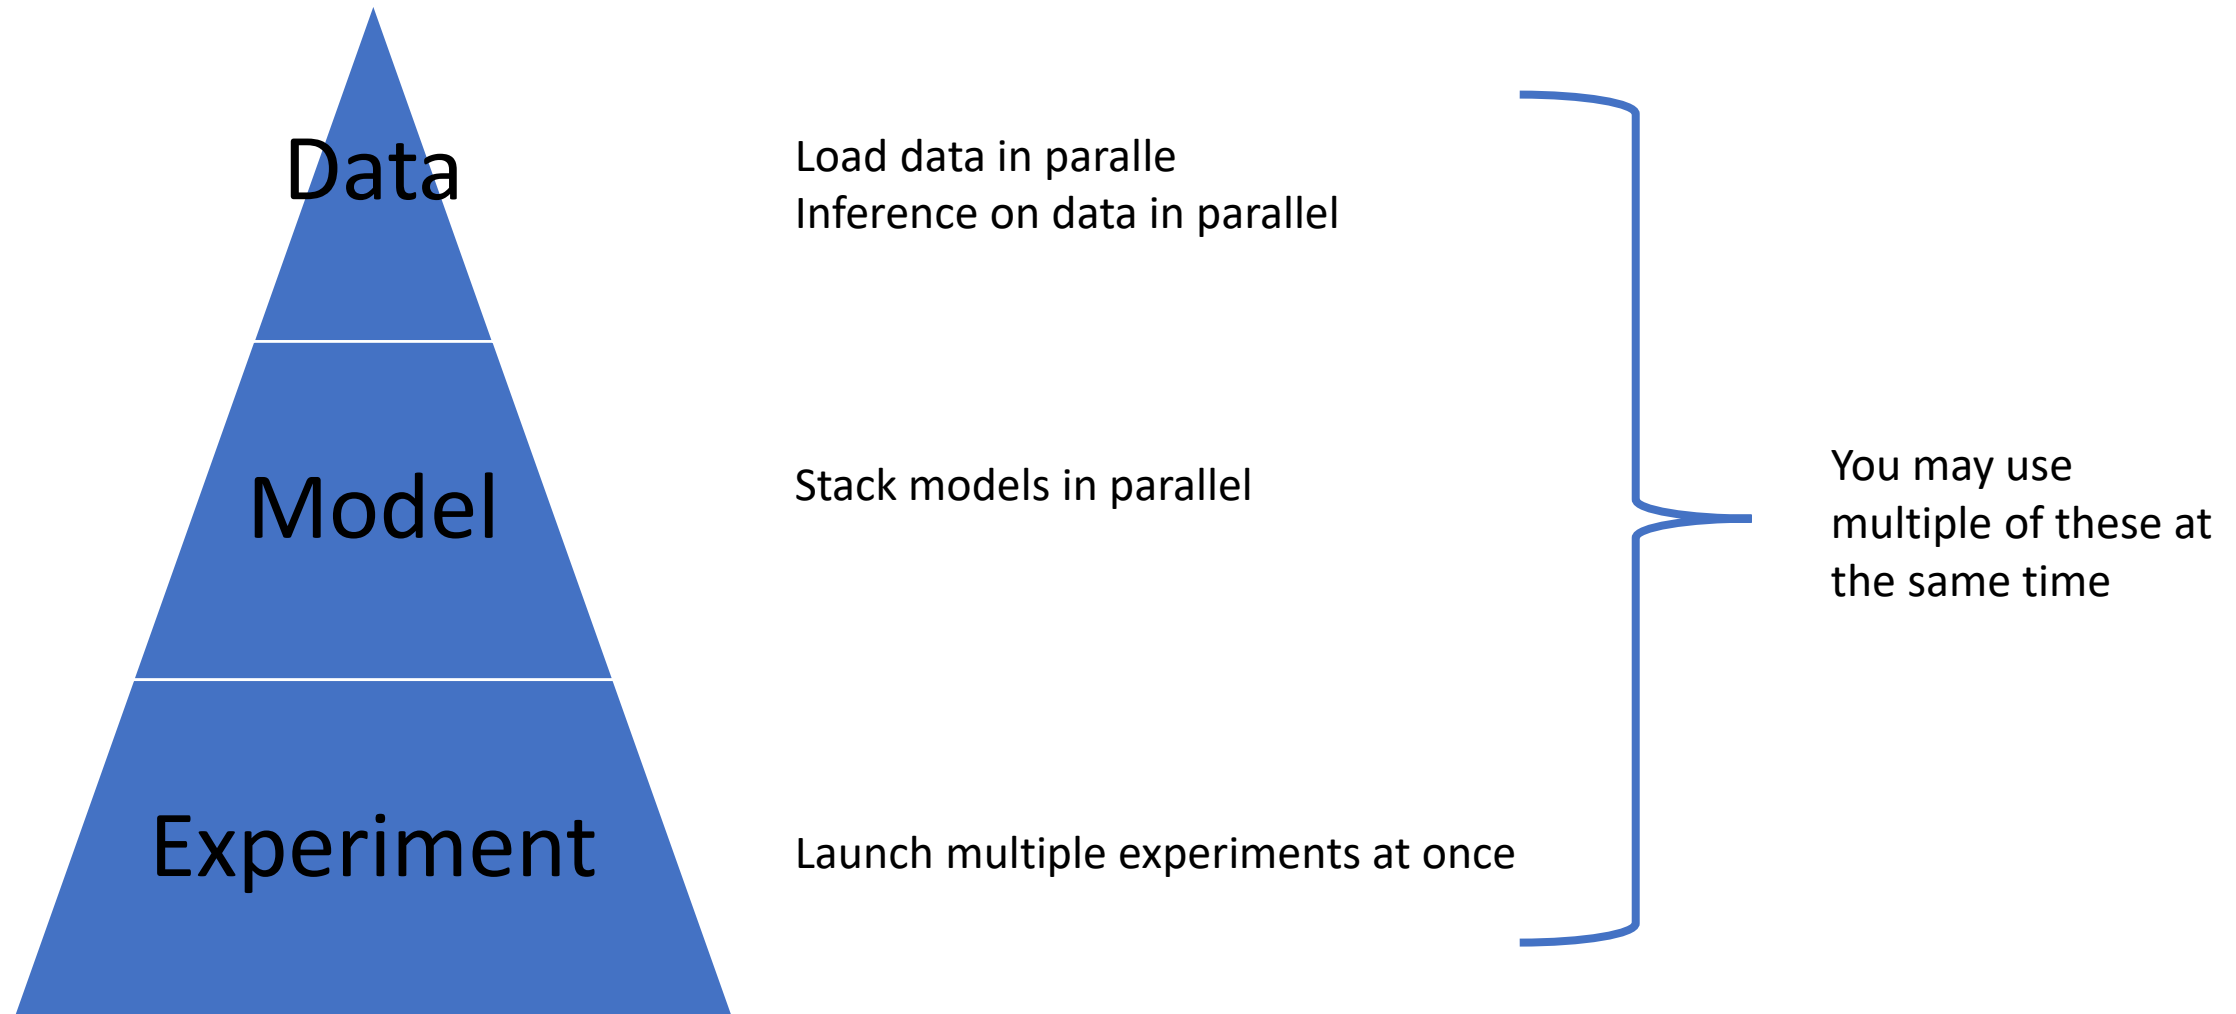 Data
Load data in paralle
Inference on data in parallel
Model
Stack models in parallel
You may use
multiple of these at
the same time
Experiment
Launch multiple experiments at once